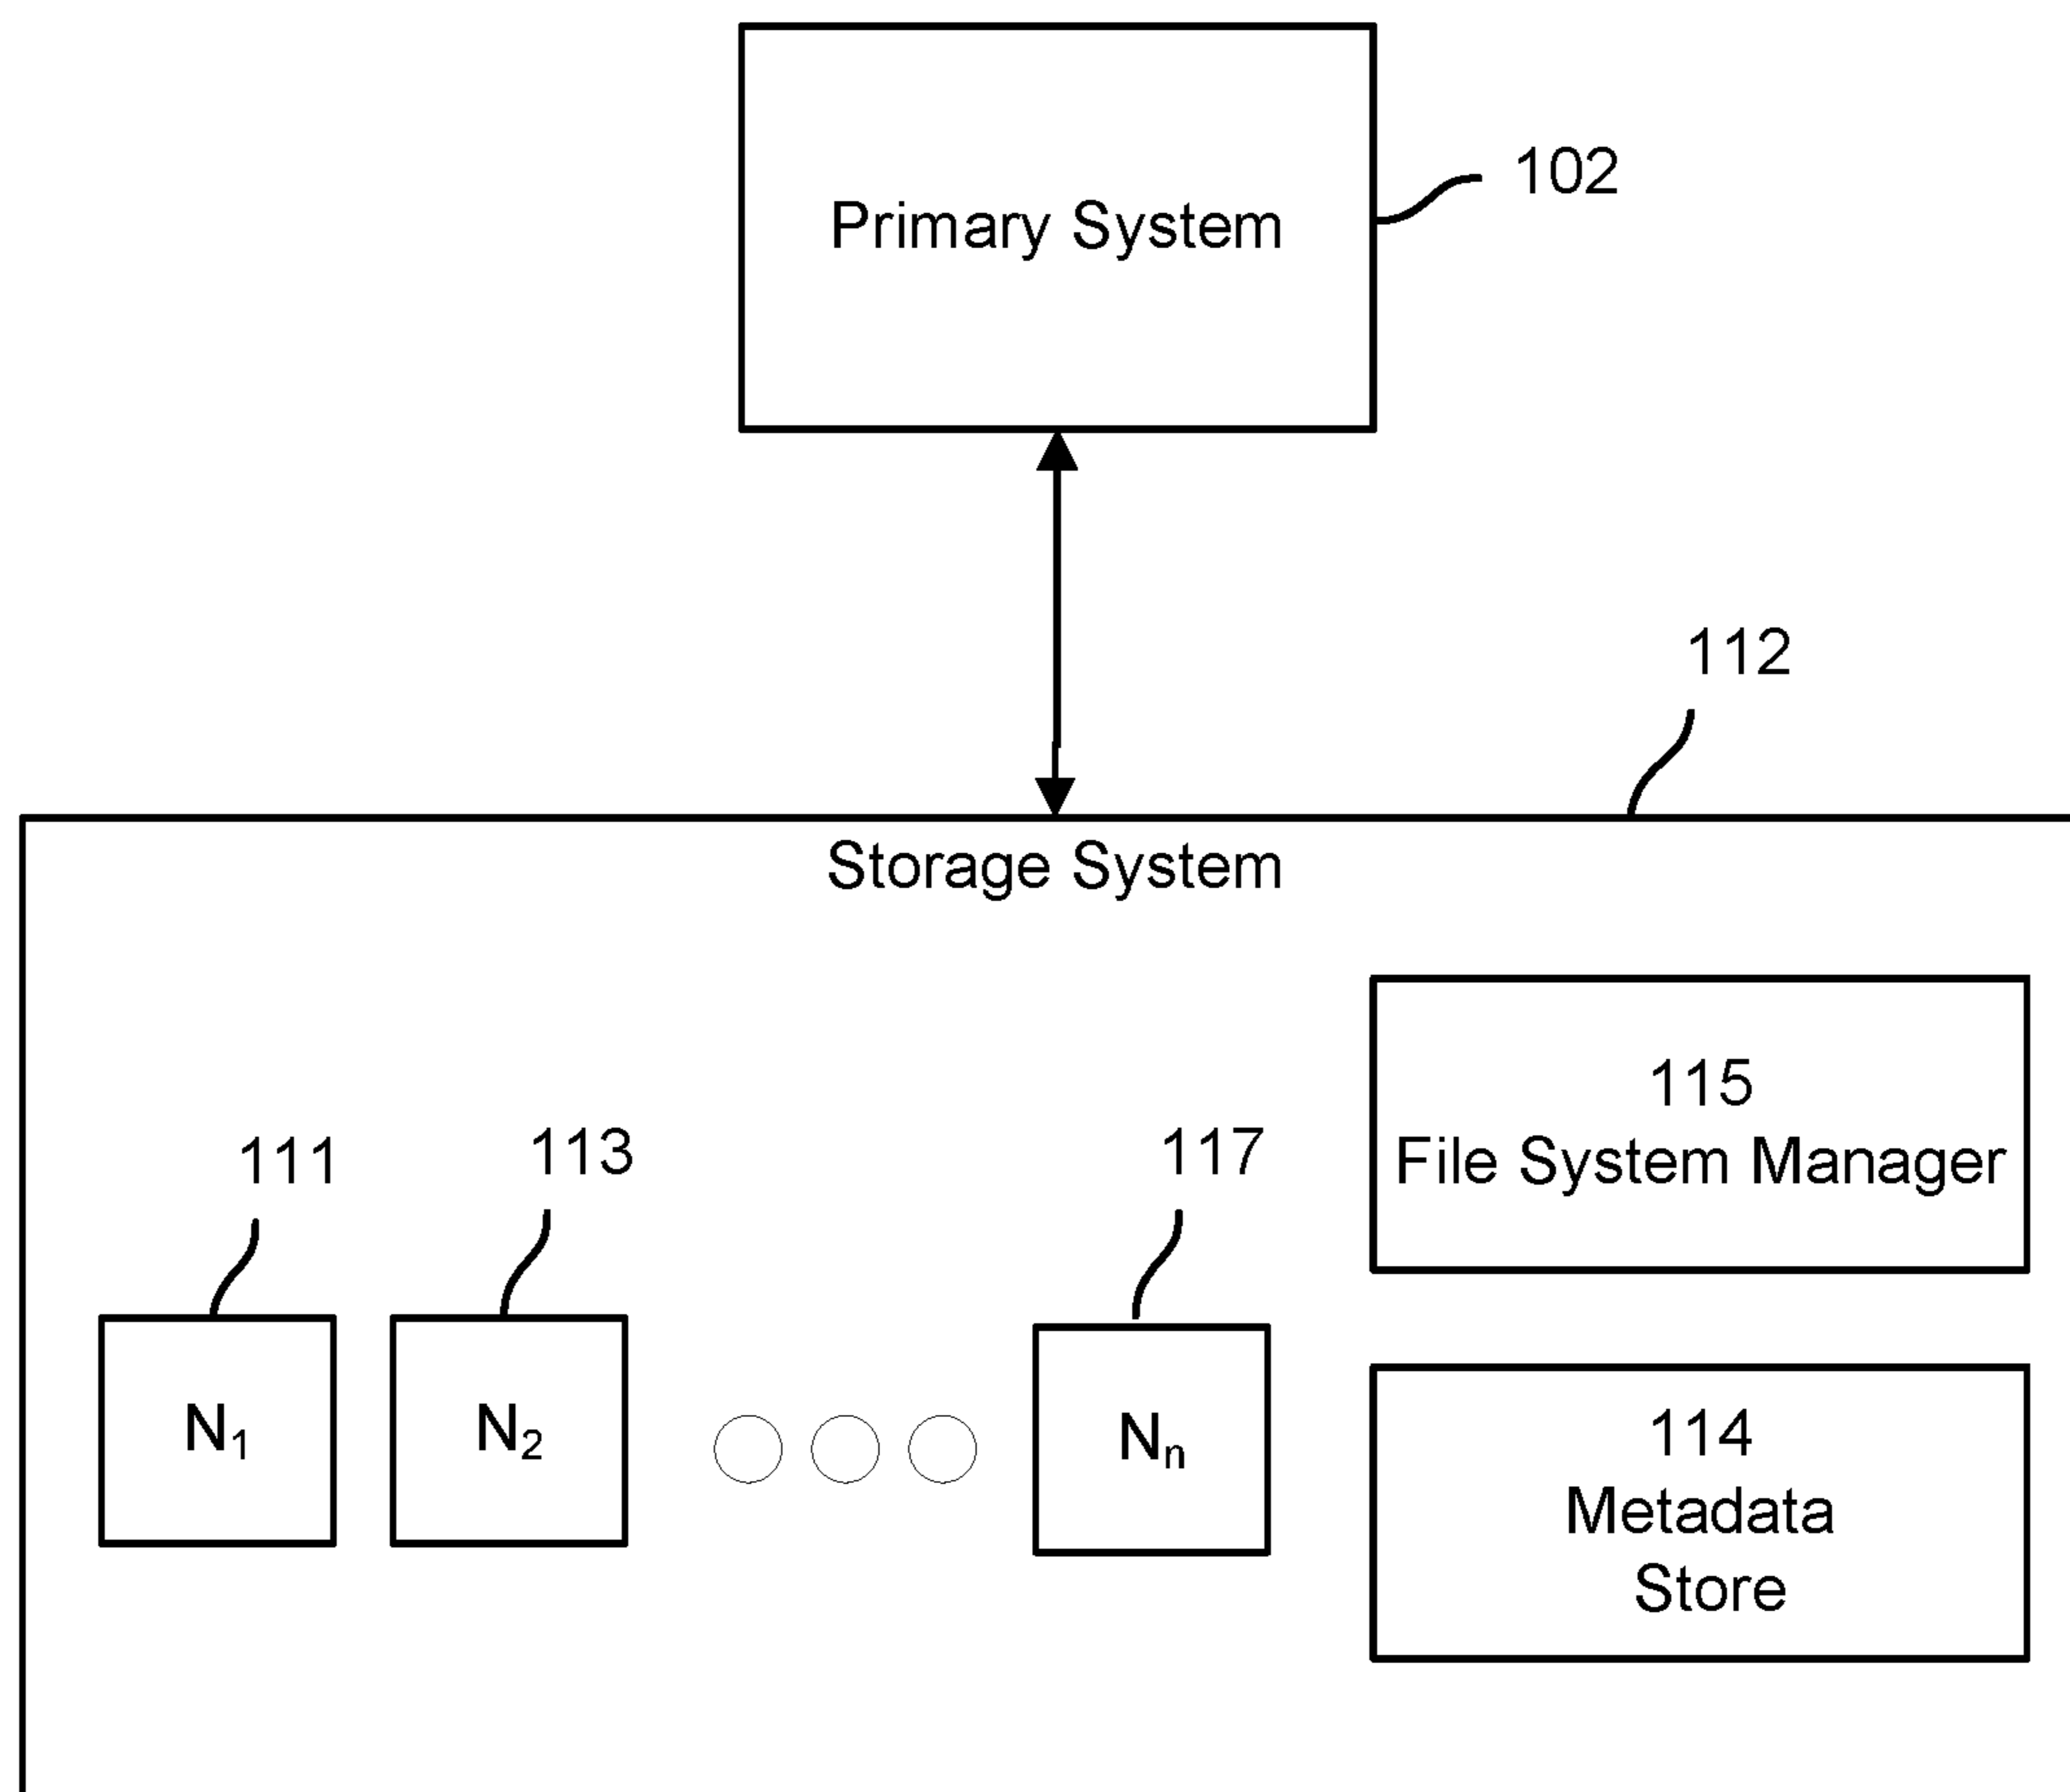 102
Primary System
112
Storage System
115
File System Manager
111
113
117
N₁
N₂
Nₙ
114
Metadata
Store